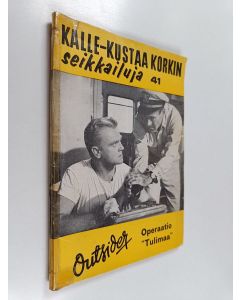 KALLE-KUSTAA KORKIN
seikkailuja 41
Outsider
Operaatio
"Tulimaa"